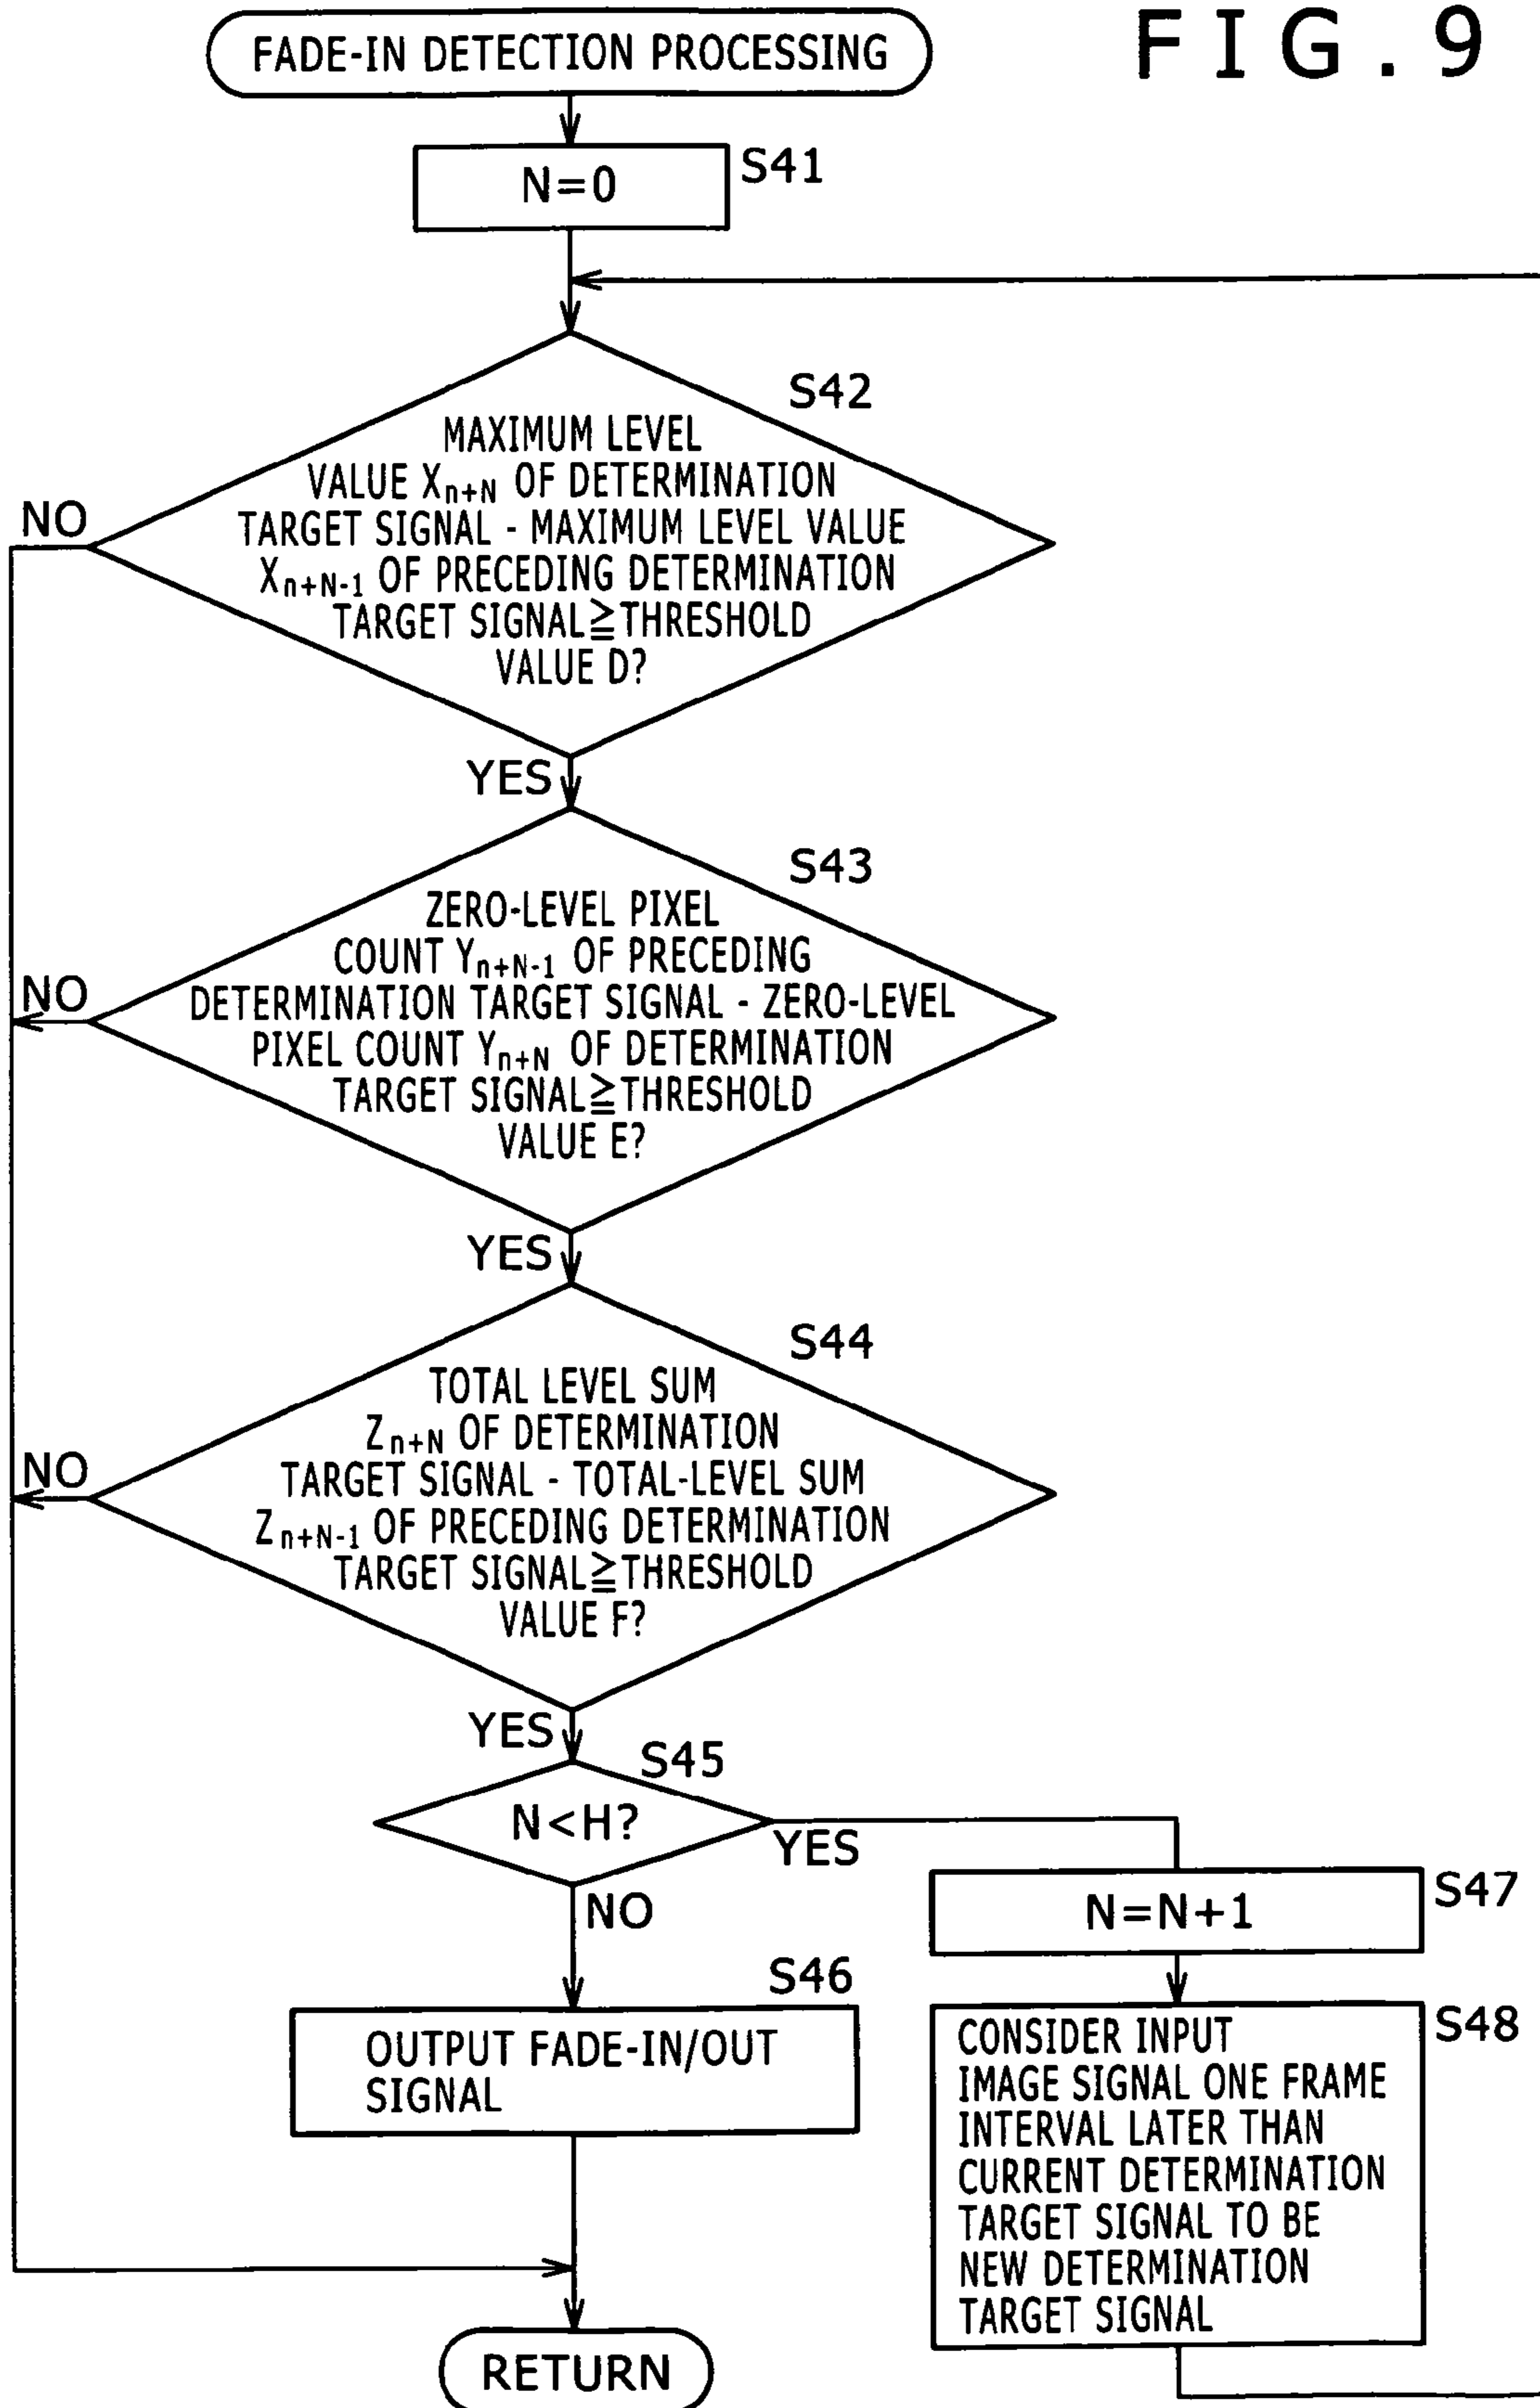 FADE-IN DETECTION PROCESSING
FIG.9
N=0
S41
S42
MAXIMUM LEVEL
VALUE Xn+N OF DETERMINATION
TARGET SIGNAL - MAXIMUM LEVEL VALUE
Xn+N-1 OF PRECEDING DETERMINATION
TARGET SIGNAL≧THRESHOLD
VALUE D?
NO
YES
S43
ZERO-LEVEL PIXEL
COUNT Yn+N-1 OF PRECEDING
DETERMINATION TARGET SIGNAL - ZERO-LEVEL
PIXEL COUNT Yn+N OF DETERMINATION
TARGET SIGNAL≧THRESHOLD
VALUE E?
NO
YES
S44
TOTAL LEVEL SUM
Zn+N OF DETERMINATION
TARGET SIGNAL - TOTAL-LEVEL SUM
Zn+N-1 OF PRECEDING DETERMINATION
TARGET SIGNAL≧THRESHOLD
VALUE F?
NO
YES
S45
N<H?
YES
NO
S47
N=N+1
S46
OUTPUT FADE-IN/OUT
SIGNAL
S48
CONSIDER INPUT
IMAGE SIGNAL ONE FRAME
INTERVAL LATER THAN
CURRENT DETERMINATION
TARGET SIGNAL TO BE
NEW DETERMINATION
TARGET SIGNAL
RETURN